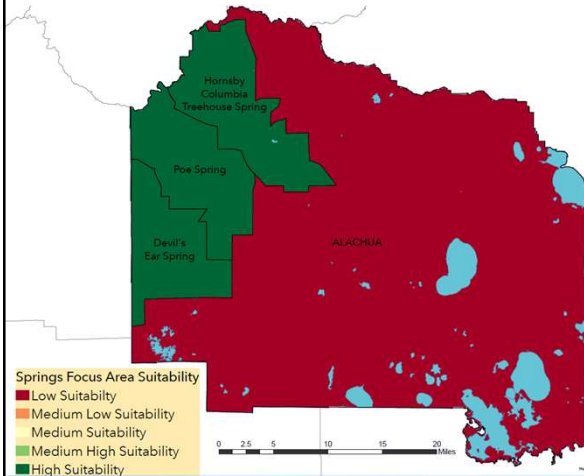 Hornsby
Columbia
Treehouse Spring
Poe Spring
Devil's
Ear Spring
ALACHUA
Springs Focus Area Suitability
Low Suitability
Medium Low Suitability
Medium Suitability
Medium High Suitability
High Suitability
0 2.5 5 10 15 20
Miles